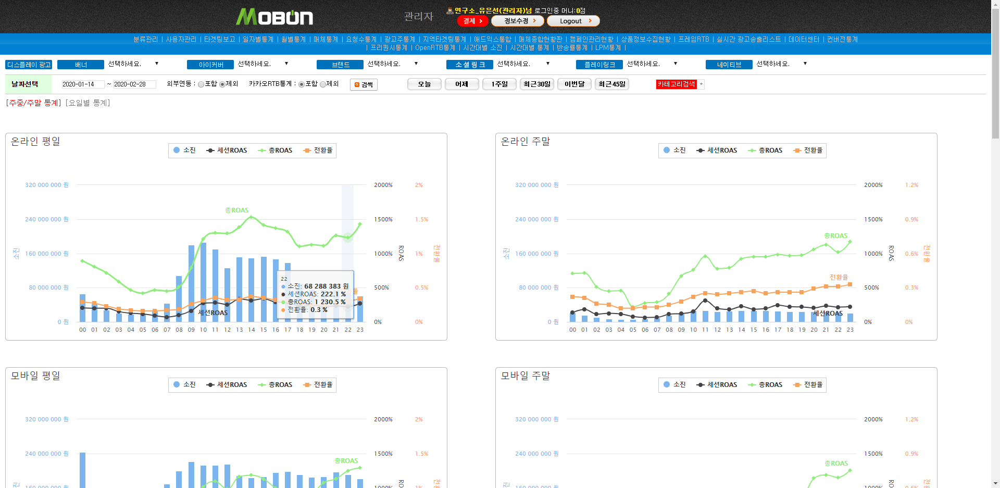 MOBON
관리자
연구소_유은선(관리자)님 로그인중 머니:0점
결제 정보수정 Logout
분류관리 | 사용자관리 | 타겟팅보고 | 일자별통계 | 월별통계 | 매체통계 | 요청수통계 | 광고주통계 | 지역타겟팅통계 | 애드믹스통합 | 매체종합현황판 | 캠페인관리현황 | 상품정보수집현황 | 프레임RTB | 실시간 광고송출리스트 | 데이터센터 | 컨버전통계
| 프리퀀시통계 | OpenRTB통계 | 시간대별 소진 | 시간대별 통계 | 반송률통계 | LPM통계 |
디스플레이 광고 배너 선택하세요. 아이커버 선택하세요. 브랜드 선택하세요. 소셜링크 선택하세요. 플레이링크 선택하세요. 네이티브 선택하세요.
날짜선택 2020-01-14 ~ 2020-02-28 외부연동 : 포함 제외 카카오RTB통계 : 포함 제외 검색 오늘 어제 1주일 최근30일 이번달 최근45일 카테고리검색 *
[주중/주말 통계] [요일별 통계]
온라인 평일
소진 세션ROAS 총ROAS 전환율
320 000 000 원 2000% 2%
240 000 000 원 1500% 1.5%
160 000 000 원 1000% 1%
80 000 000 원 500% 0.5%
0 원 0% 0%
소진
ROAS
전환율
총ROAS
세션ROAS
율
22
소진: 68 288 383 원
세션ROAS: 222.1 %
총ROAS: 1 230.5 %
전환율: 0.3 %
00 01 02 03 04 05 06 07 08 09 10 11 12 13 14 15 16 17 18 19 20 21 22 23
온라인 주말
소진 세션ROAS 총ROAS 전환율
320 000 000 원 2000% 1.2%
240 000 000 원 1500% 0.9%
160 000 000 원 1000% 0.6%
80 000 000 원 500% 0.3%
0 원 0% 0%
소진
ROAS
전환율
총ROAS
전환율
세션ROAS
00 01 02 03 04 05 06 07 08 09 10 11 12 13 14 15 16 17 18 19 20 21 22 23
모바일 평일
소진 세션ROAS 총ROAS 전환율
320 000 000 원 2000% 2%
240 000 000 원 1500% 1.5%
총ROAS
160 000 000 원 1000% 1%
소진
모바일 주말
소진 세션ROAS 총ROAS 전환율
320 000 000 원 2000% 1.2%
240 000 000 원 1500% 0.9%
총ROAS
160 000 000 원 1000% 0.6%
소진